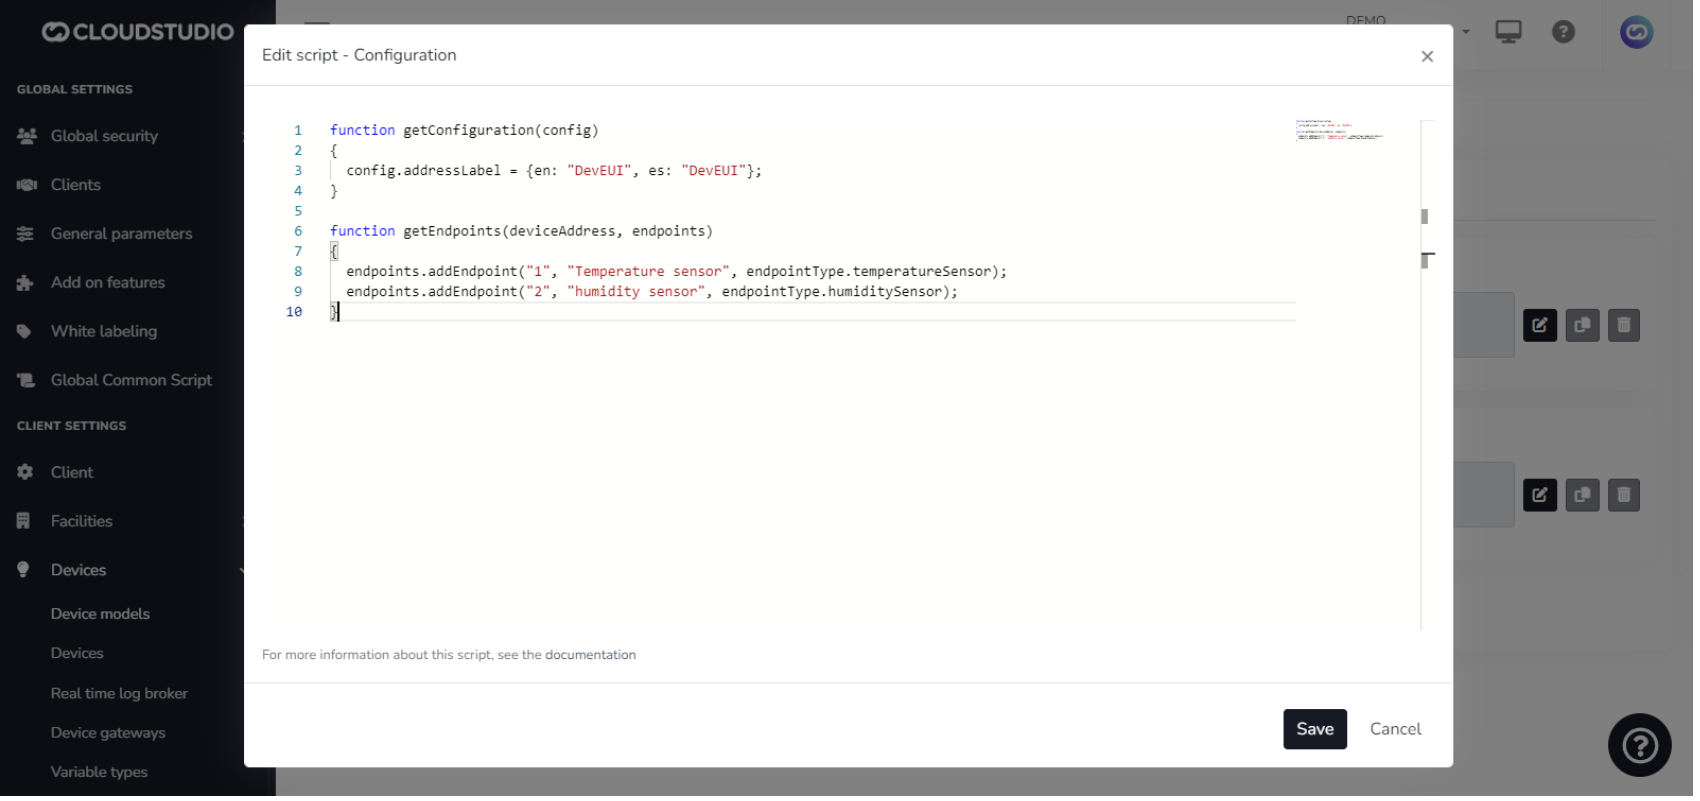 CLOUDSTUDIO
DEMO
GLOBAL SETTINGS
Global security
Clients
General parameters
Add on features
White labeling
Global Common Script
CLIENT SETTINGS
Client
Facilities
Devices
Device models
Devices
Real time log broker
Device gateways
Variable types
Edit script - Configuration
×
1 function getConfiguration(config)
2 {
3 config.addressLabel = {en: "DevEUI", es: "DevEUI"};
4 }
5
6 function getEndpoints(deviceAddress, endpoints)
7 {
8 endpoints.addEndpoint("1", "Temperature sensor", endpointType.temperatureSensor);
9 endpoints.addEndpoint("2", "humidity sensor", endpointType.humiditySensor);
10 }
For more information about this script, see the documentation
Save Cancel